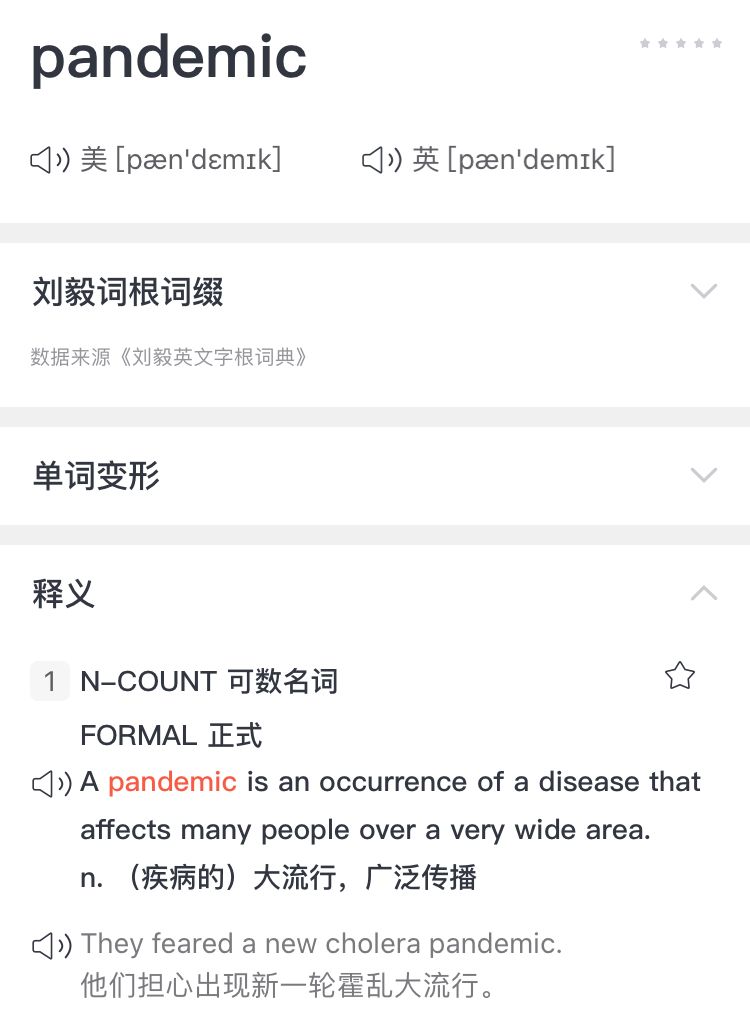 pandemic
美 [pæn'dɛmɪk] 英 [pæn'demɪk]
刘毅词根词缀
数据来源《刘毅英文字根词典》
单词变形
释义
1 N-COUNT 可数名词
FORMAL 正式
A pandemic is an occurrence of a disease that
affects many people over a very wide area.
n. （疾病的）大流行，广泛传播
They feared a new cholera pandemic.
他们担心出现新一轮霍乱大流行。